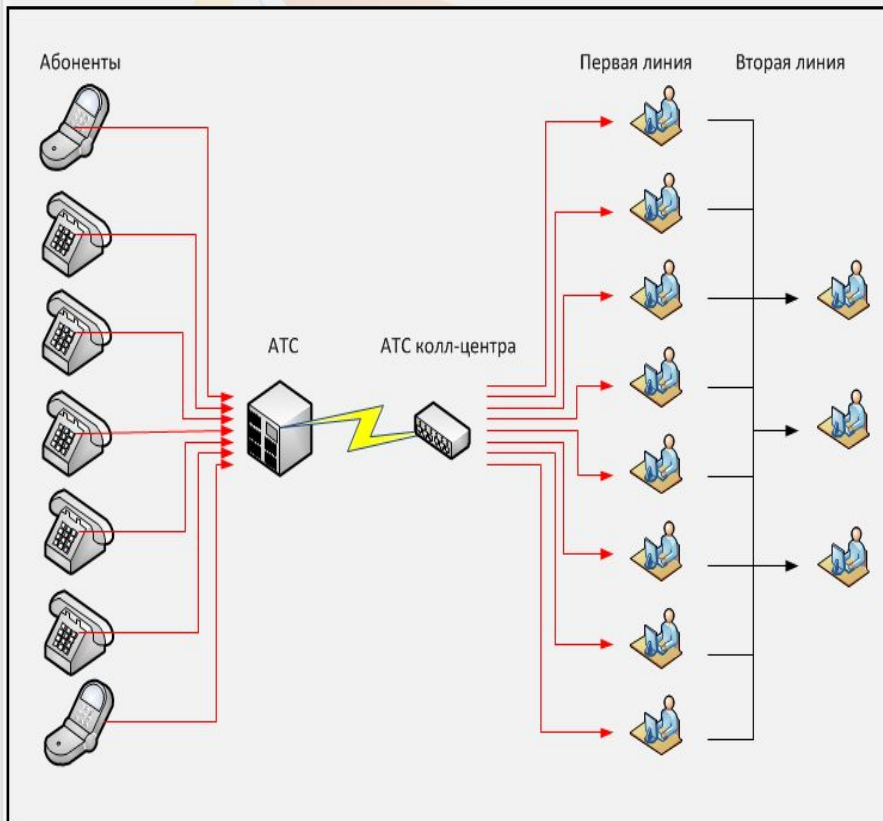 Абоненты
Первая линия
Вторая линия
АТС
АТС колл-центра